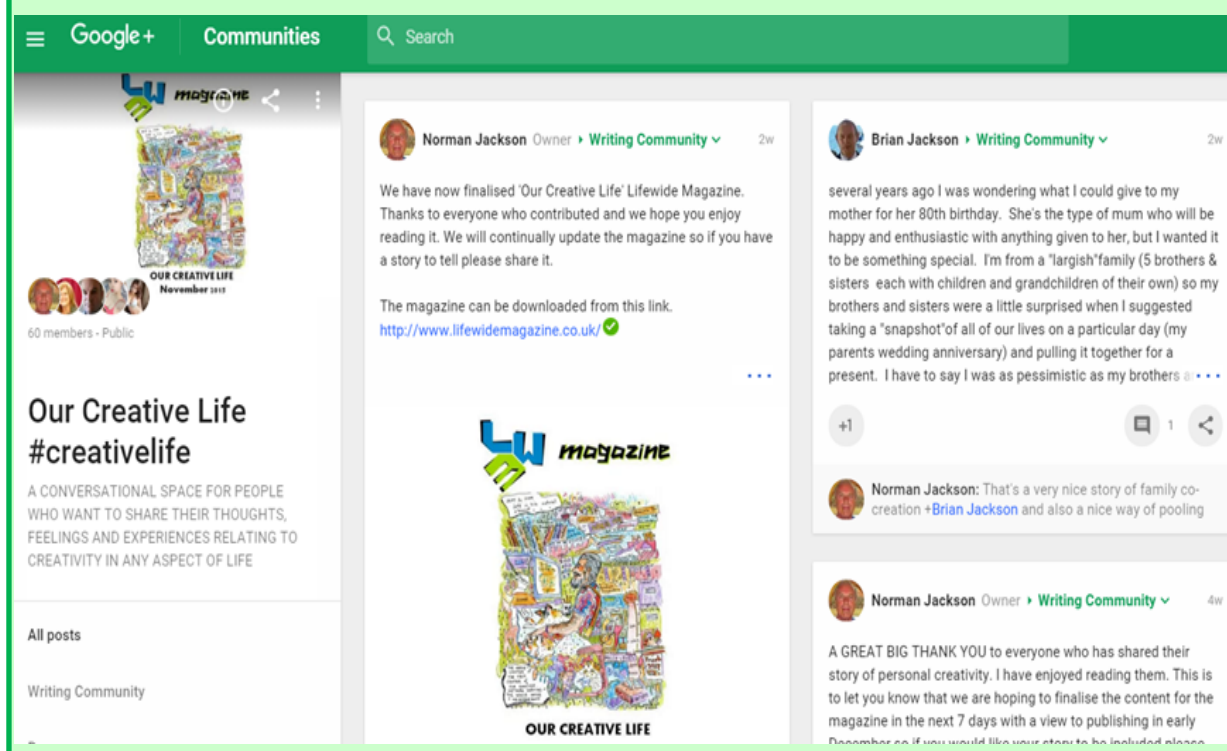 Google+
Communities
Search
LWE magazine
OUR CREATIVE LIFE
November 2015
60 members - Public
Our Creative Life
#creativelife
A CONVERSATIONAL SPACE FOR PEOPLE
WHO WANT TO SHARE THEIR THOUGHTS,
FEELINGS AND EXPERIENCES RELATING TO
CREATIVITY IN ANY ASPECT OF LIFE
All posts
Writing Community
Norman Jackson Owner ▸ Writing Community 2w
We have now finalised 'Our Creative Life' Lifewide Magazine.
Thanks to everyone who contributed and we hope you enjoy
reading it. We will continually update the magazine so if you have
a story to tell please share it.
The magazine can be downloaded from this link.
http://www.lifewidemagazine.co.uk/
LWE magazine
OUR CREATIVE LIFE
Brian Jackson ▸ Writing Community 2w
several years ago I was wondering what I could give to my
mother for her 80th birthday. She's the type of mum who will be
happy and enthusiastic with anything given to her, but I wanted it
to be something special. I'm from a "largish"family (5 brothers &
sisters each with children and grandchildren of their own) so my
brothers and sisters were a little surprised when I suggested
taking a "snapshot"of all of our lives on a particular day (my
parents wedding anniversary) and pulling it together for a
present. I have to say I was as pessimistic as my brothers
+1
1
Norman Jackson: That's a very nice story of family co-
creation +Brian Jackson and also a nice way of pooling
Norman Jackson Owner ▸ Writing Community 4w
A GREAT BIG THANK YOU to everyone who has shared their
story of personal creativity. I have enjoyed reading them. This is
to let you know that we are hoping to finalise the content for the
magazine in the next 7 days with a view to publishing in early
December so if you would like your story to be included please